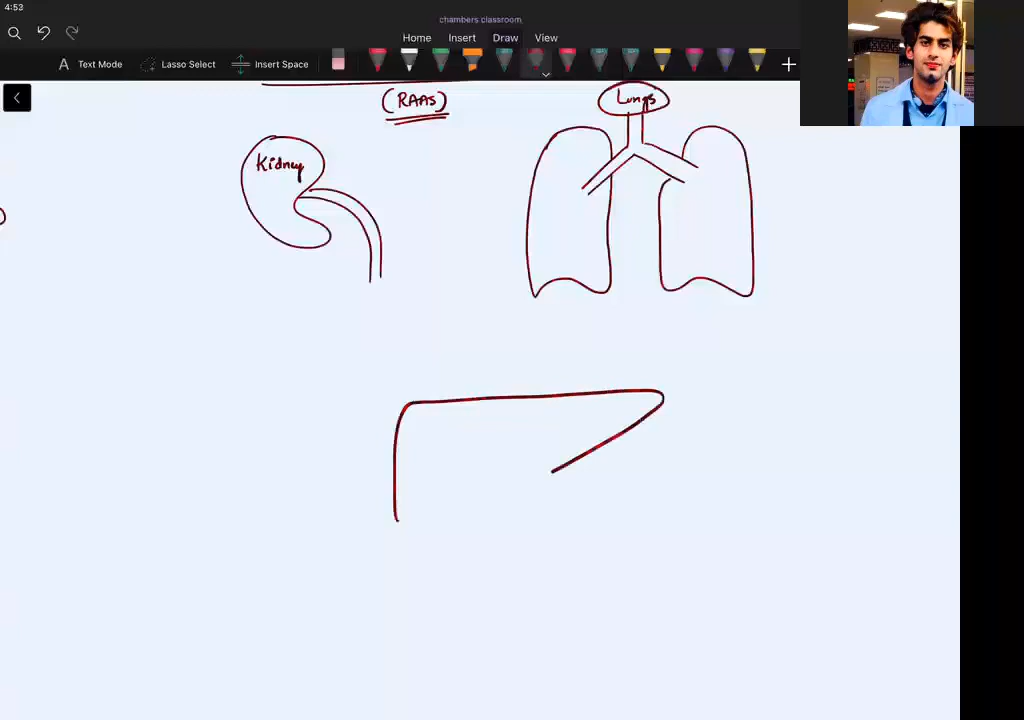 4:53
chambers classroom
Home Insert Draw View
A Text Mode Lasso Select Insert Space
(RAAS)
Lungs
Kidney